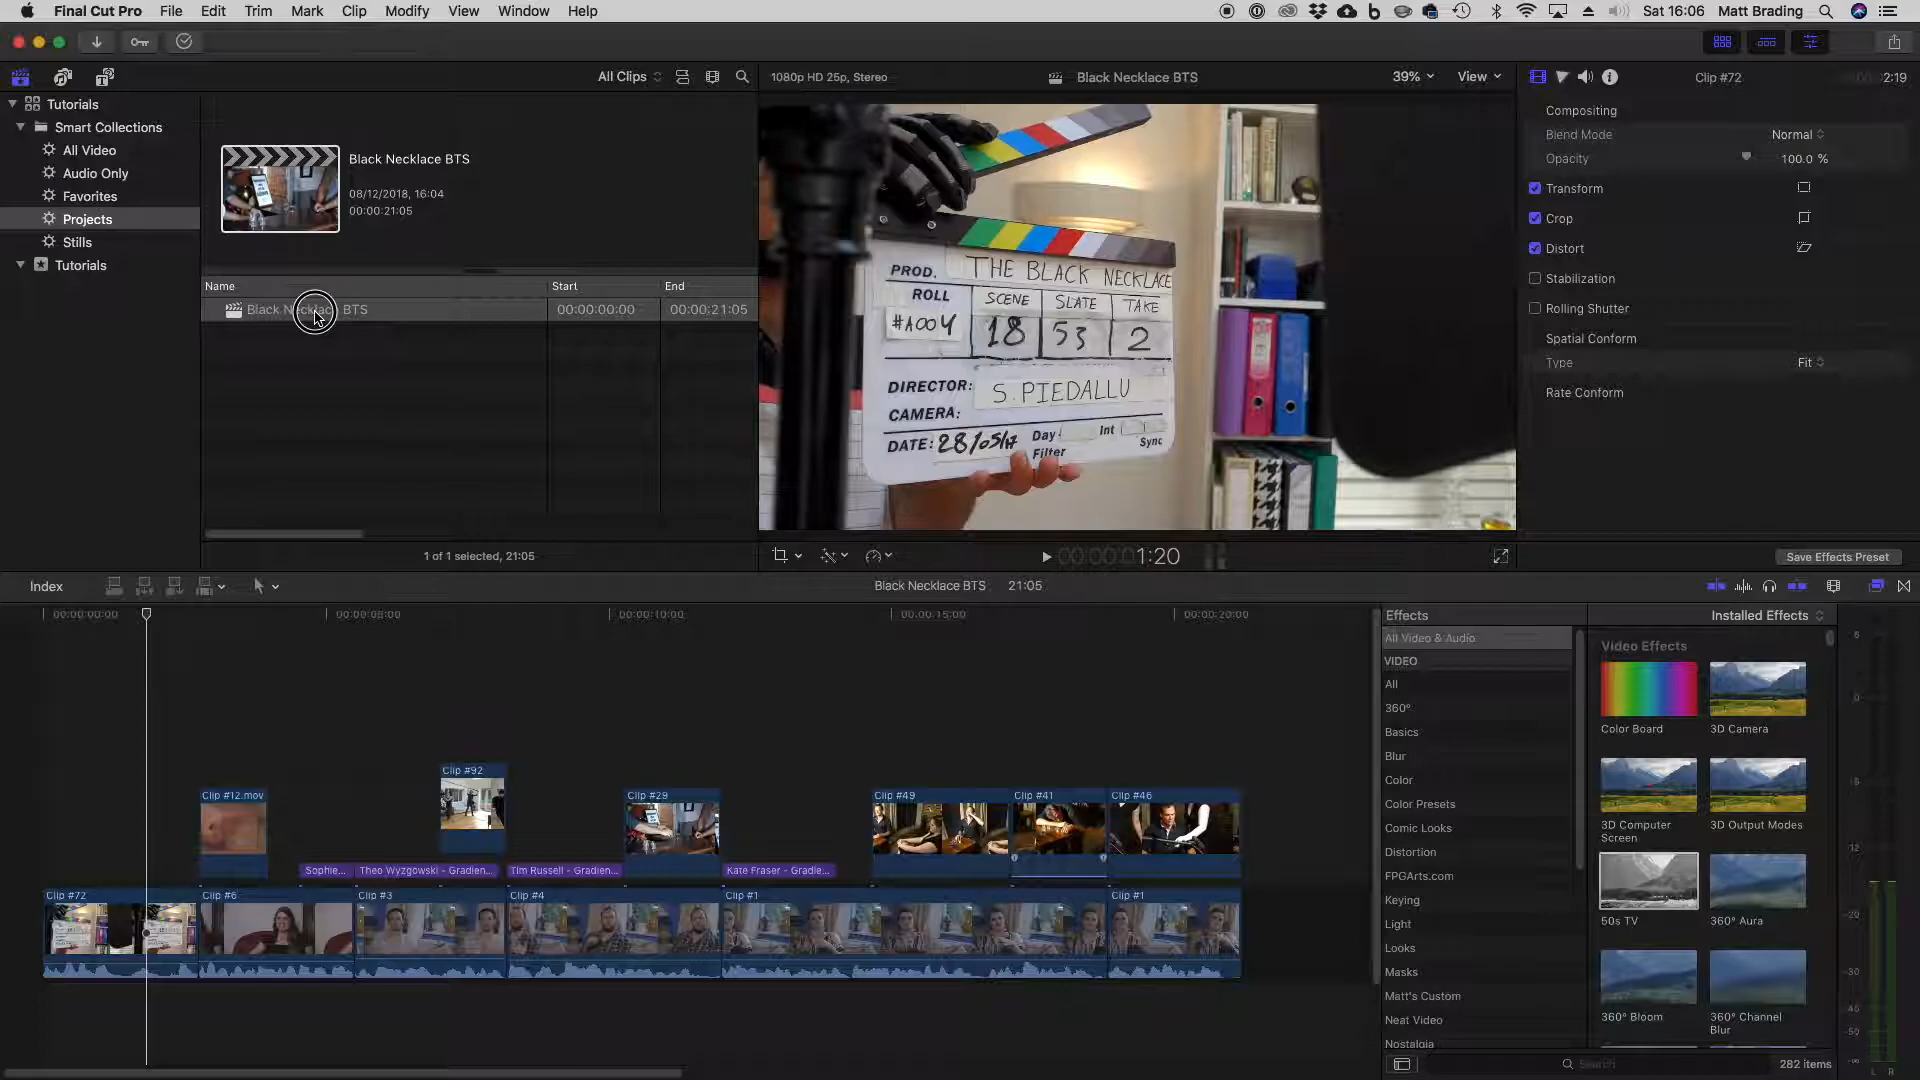 Final Cut Pro File Edit Trim Mark Clip Modify View Window Help Sat 16:06 Matt Brading
All Clips
1080p HD 25p, Stereo Black Necklace BTS 39% View
Clip #72 2:19
Tutorials
Smart Collections
All Video
Audio Only
Favorites
Projects
Stills
Tutorials
Black Necklace BTS
08/12/2018, 16:04
00:00:21:05
Name Start End
Black Necklace BTS 00:00:00:00 00:00:21:05
1 of 1 selected, 21:05
PROD. THE BLACK NECKLACE
ROLL SCENE SLATE TAKE
#A004 18 53 2
DIRECTOR: S. PIEDALLU
CAMERA:
DATE: 28/05/17 Day Int
Filter Sync
00:00:01:20
Compositing
Blend Mode Normal
Opacity 100.0 %
Transform
Crop
Distort
Stabilization
Rolling Shutter
Spatial Conform
Type Fit
Rate Conform
Save Effects Preset
Index Black Necklace BTS 21:05
00:00:00:00 00:00:05:00 00:00:10:00 00:00:15:00 00:00:20:00
Clip #92
Clip #12.mov Clip #29 Clip #49 Clip #41 Clip #46
Sophie... Theo Wyzgowski - Gradien... Tim Russell - Gradien... Kate Fraser - Gradie...
Clip #72 Clip #6 Clip #3 Clip #4 Clip #1 Clip #1
Effects Installed Effects
All Video & Audio
VIDEO
All
360°
Basics
Blur
Color
Color Presets
Comic Looks
Distortion
FPGArts.com
Keying
Light
Looks
Masks
Matt's Custom
Neat Video
Nostalgia
Video Effects
Color Board 3D Camera
3D Computer Screen 3D Output Modes
50s TV 360° Aura
360° Bloom 360° Channel Blur
Search 282 items